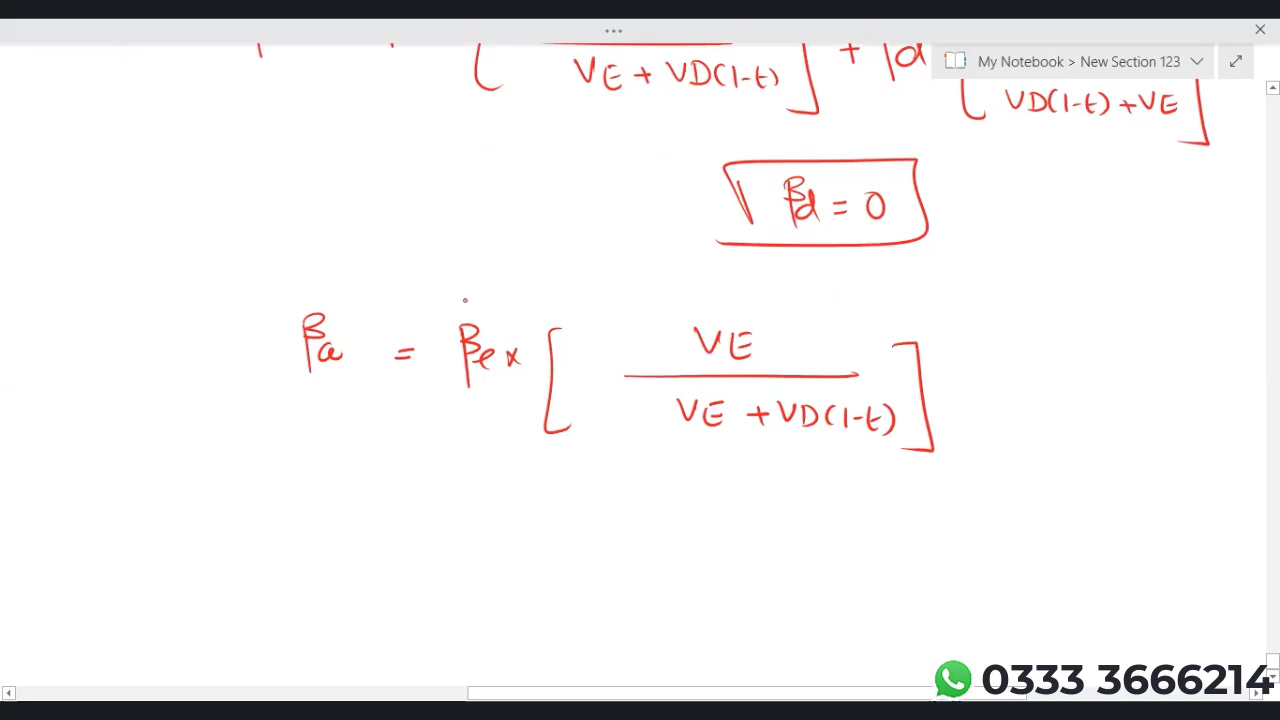 My Notebook > New Section 123
VE + VD(1-t) ] + βd [ VD(1-t) + VE ]
βd = 0
βa = βe x [ VE
VE + VD(1-t) ]
0333 3666214